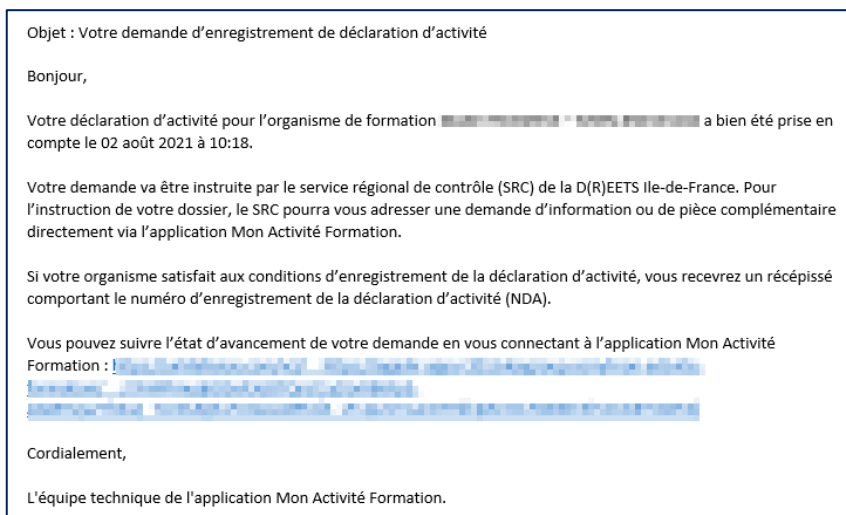 Objet : Votre demande d’enregistrement de déclaration d’activité
Bonjour,
Votre déclaration d’activité pour l’organisme de formation a bien été prise en
compte le 02 août 2021 à 10:18.
Votre demande va être instruite par le service régional de contrôle (SRC) de la D(R)EETS Ile-de-France. Pour
l’instruction de votre dossier, le SRC pourra vous adresser une demande d’information ou de pièce complémentaire
directement via l’application Mon Activité Formation.
Si votre organisme satisfait aux conditions d’enregistrement de la déclaration d’activité, vous recevrez un récépissé
comportant le numéro d’enregistrement de la déclaration d’activité (NDA).
Vous pouvez suivre l’état d’avancement de votre demande en vous connectant à l’application Mon Activité
Formation :
Cordialement,
L'équipe technique de l'application Mon Activité Formation.